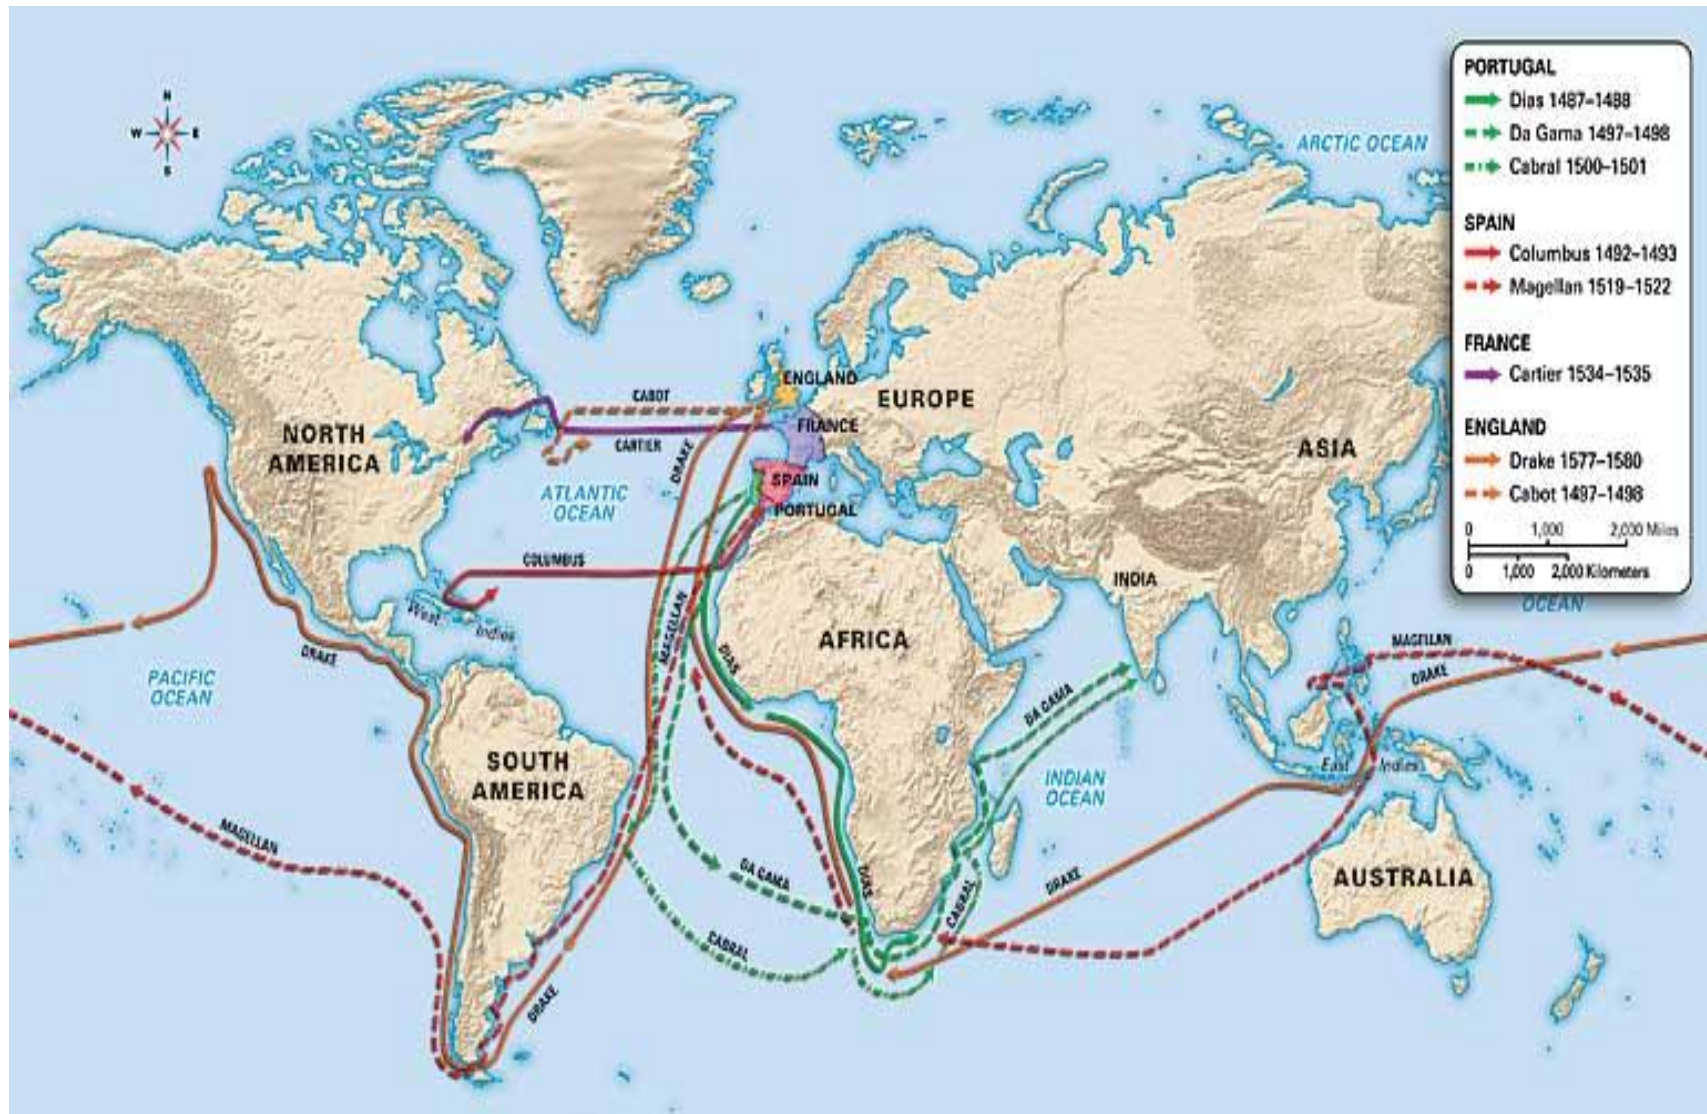 N
W E
S
ARCTIC OCEAN
PORTUGAL
Dias 1487–1488
Da Gama 1497–1498
Cabral 1500–1501
SPAIN
Columbus 1492–1493
Magellan 1519–1522
FRANCE
Cartier 1534–1535
ENGLAND
Drake 1577–1580
Cabot 1497–1498
0 1,000 2,000 Miles
0 1,000 2,000 Kilometers
OCEAN
ENGLAND
EUROPE
CABOT
FRANCE
NORTH
AMERICA
CARTIER
DRAKE
ASIA
SPAIN
ATLANTIC
OCEAN
PORTUGAL
COLUMBUS
INDIA
West Indies
MAGELLAN
AFRICA
DRAKE
DIAS
MAGELLAN
DRAKE
PACIFIC
OCEAN
DA GAMA
SOUTH
AMERICA
INDIAN
OCEAN
East Indies
MAGELLAN
DA GAMA
DIAS
DRAKE
AUSTRALIA
CABRAL
CABRAL
DRAKE